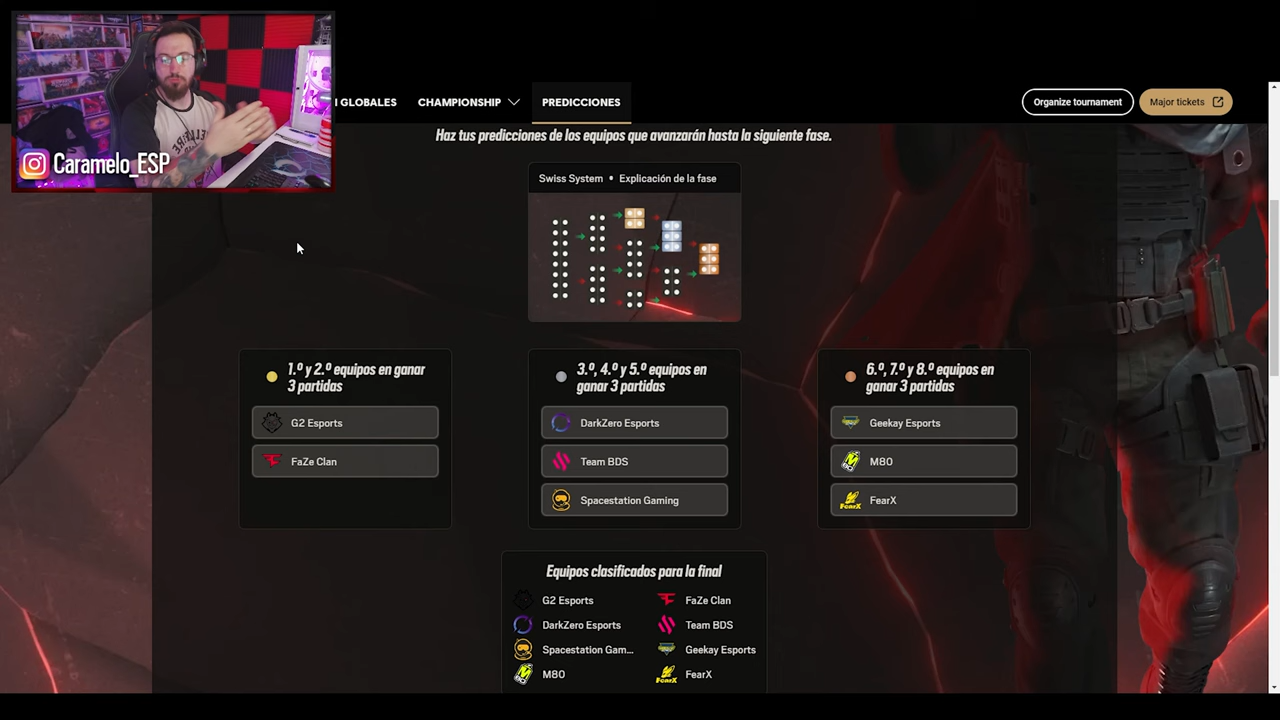 Caramelo_ESP
I GLOBALES
CHAMPIONSHIP
PREDICCIONES
Organize tournament
Major tickets
Haz tus predicciones de los equipos que avanzarán hasta la siguiente fase.
Swiss System • Explicación de la fase
1.º y 2.º equipos en ganar
3 partidas
G2 Esports
FaZe Clan
3.º, 4.º y 5.º equipos en
ganar 3 partidas
DarkZero Esports
Team BDS
Spacestation Gaming
6.º, 7.º y 8.º equipos en
ganar 3 partidas
Geekay Esports
M80
FearX
Equipos clasificados para la final
G2 Esports
FaZe Clan
DarkZero Esports
Team BDS
Spacestation Gam...
Geekay Esports
M80
FearX